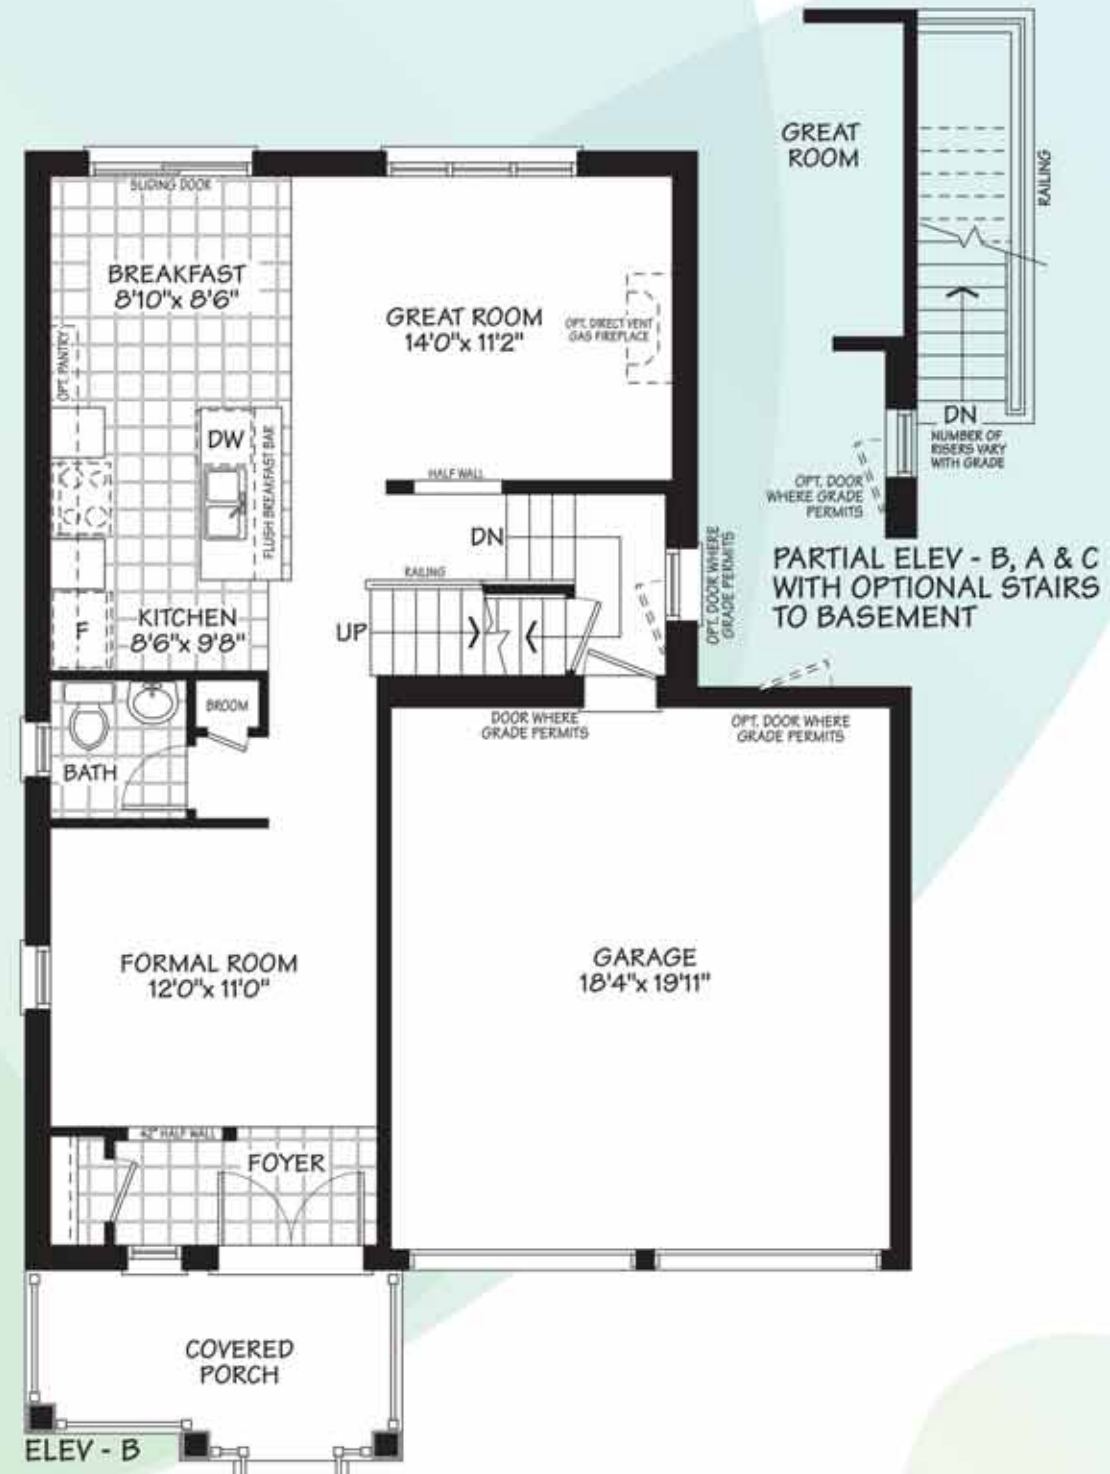 GREAT
ROOM
RAILING
DN
NUMBER OF
RISERS VARY
WITH GRADE
OPT. DOOR
WHERE GRADE
PERMITS
PARTIAL ELEV - B, A & C
WITH OPTIONAL STAIRS
TO BASEMENT
SLIDING DOOR
BREAKFAST
8'10"x 8'6"
GREAT ROOM
14'0"x 11'2"
OPT. DIRECT VENT
GAS FIREPLACE
OPT. PANTRY
DW
FLUSH BREAKFAST BAR
HALF WALL
DN
RAILING
UP
OPT. DOOR WHERE
GRADE PERMITS
KITCHEN
8'6"x 9'8"
F
BROOM
BATH
DOOR WHERE
GRADE PERMITS
OPT. DOOR WHERE
GRADE PERMITS
FORMAL ROOM
12'0"x 11'0"
GARAGE
18'4"x 19'11"
42" HALF WALL
FOYER
COVERED
PORCH
ELEV - B